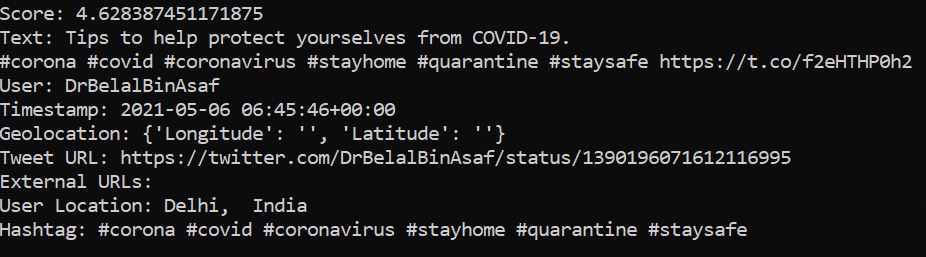 Score: 4.628387451171875
Text: Tips to help protect yourselves from COVID-19.
#corona #covid #coronavirus #stayhome #quarantine #staysafe https://t.co/f2eHTHP0h2
User: DrBelalBinAsaf
Timestamp: 2021-05-06 06:45:46+00:00
Geolocation: {'Longitude': '', 'Latitude': ''}
Tweet URL: https://twitter.com/DrBelalBinAsaf/status/1390196071612116995
External URLs:
User Location: Delhi,  India
Hashtag: #corona #covid #coronavirus #stayhome #quarantine #staysafe